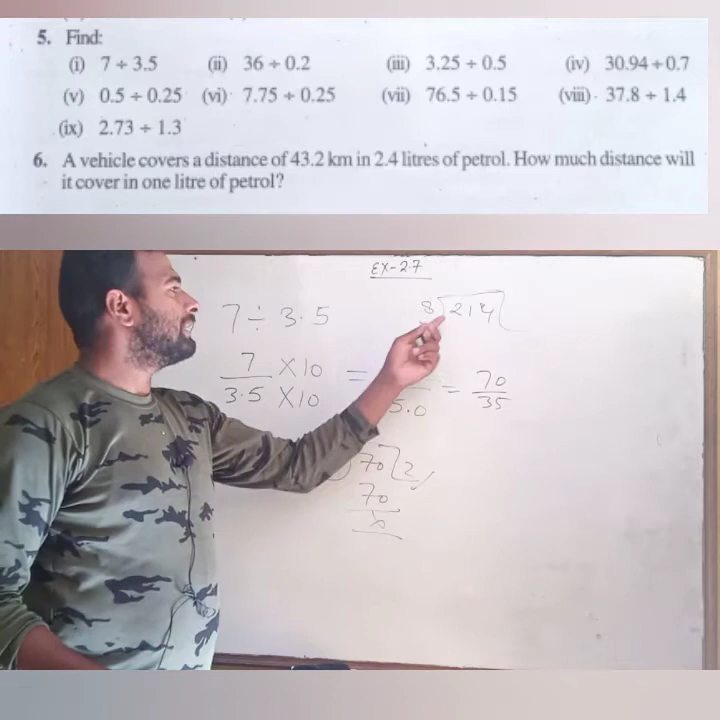 5. Find:
(i) 7 ÷ 3.5 (ii) 36 ÷ 0.2 (iii) 3.25 ÷ 0.5 (iv) 30.94 ÷ 0.7
(v) 0.5 ÷ 0.25 (vi) 7.75 ÷ 0.25 (vii) 76.5 ÷ 0.15 (viii) 37.8 ÷ 1.4
(ix) 2.73 ÷ 1.3
6. A vehicle covers a distance of 43.2 km in 2.4 litres of petrol. How much distance will
it cover in one litre of petrol?
EX-2.7
7 ÷ 3.5
8 214
7 × 10 = = 70
3.5 × 10 5.0 35
70 2
70